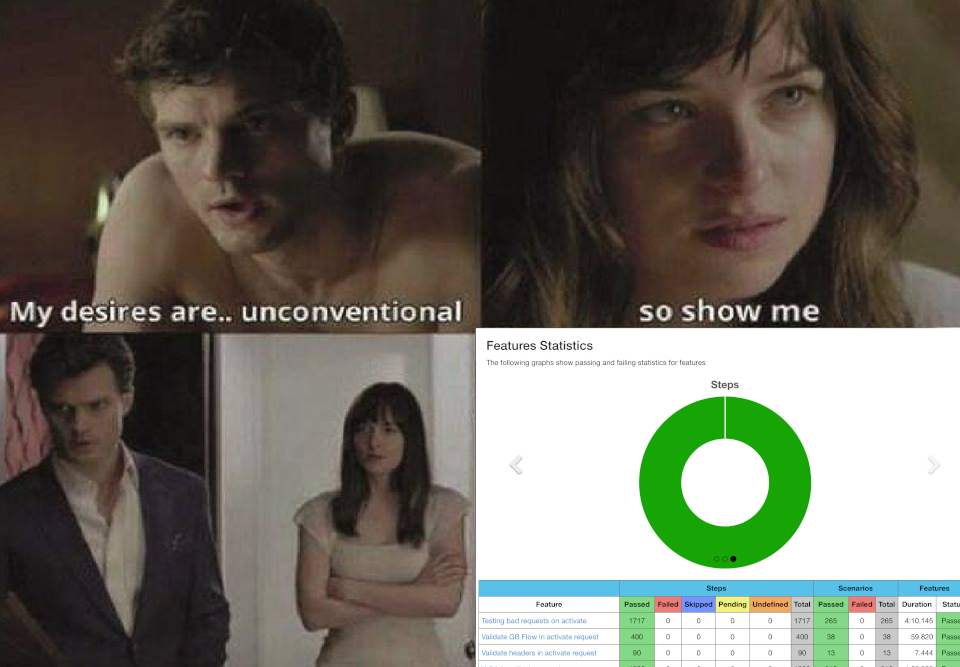 My desires are.. unconventional
so show me
Features Statistics
The following graphs show passing and failing statistics for features
Steps
Steps Scenarios Features
Feature Passed Failed Skipped Pending Undefined Total Passed Failed Total Duration Statu
Testing bad requests on activate 1717 0 0 0 0 1717 265 0 265 4:10.145 Passe
Validate GB Flow in activate request 400 0 0 0 0 400 38 0 38 59.820 Passe
Validate headers in activate request 90 0 0 0 0 90 13 0 13 7.444 Passe